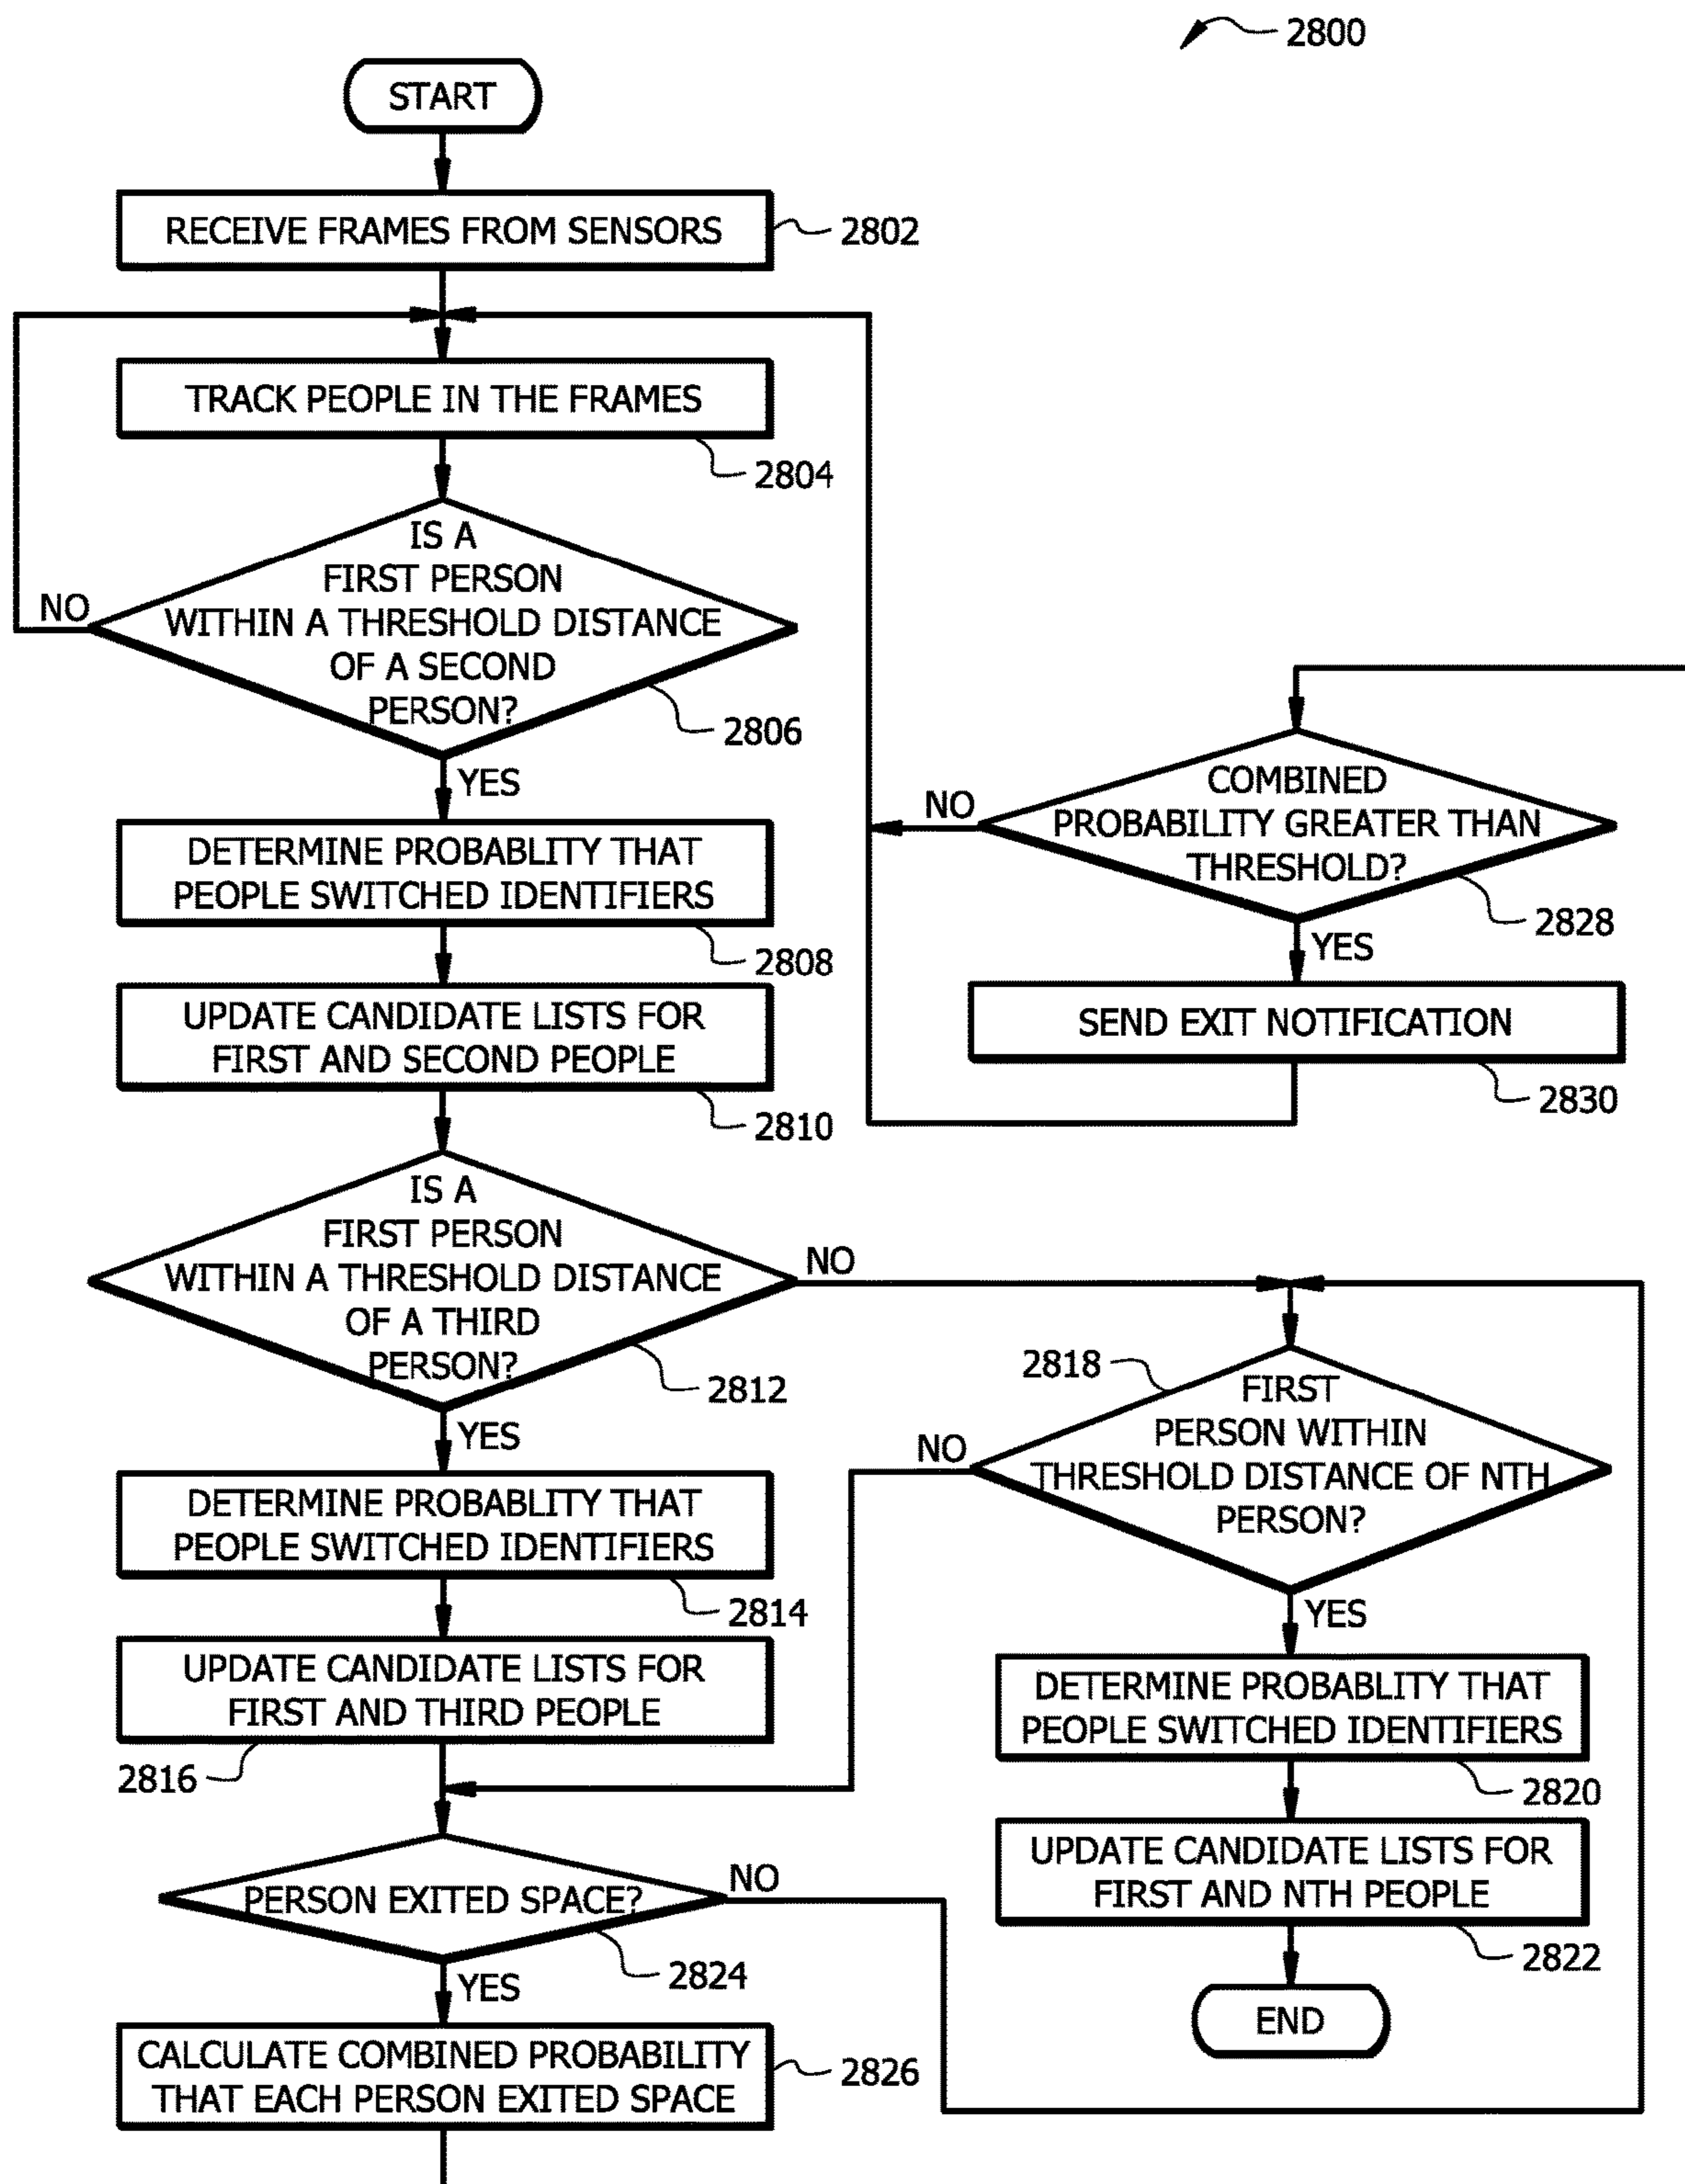 2800
START
RECEIVE FRAMES FROM SENSORS
2802
TRACK PEOPLE IN THE FRAMES
2804
IS A
FIRST PERSON
WITHIN A THRESHOLD DISTANCE
OF A SECOND
PERSON?
NO
2806
YES
DETERMINE PROBABLITY THAT
PEOPLE SWITCHED IDENTIFIERS
2808
UPDATE CANDIDATE LISTS FOR
FIRST AND SECOND PEOPLE
2810
COMBINED
PROBABILITY GREATER THAN
THRESHOLD?
NO
2828
YES
SEND EXIT NOTIFICATION
2830
IS A
FIRST PERSON
WITHIN A THRESHOLD DISTANCE
OF A THIRD
PERSON?
NO
2812
YES
DETERMINE PROBABLITY THAT
PEOPLE SWITCHED IDENTIFIERS
2814
UPDATE CANDIDATE LISTS FOR
FIRST AND THIRD PEOPLE
2816
2818
FIRST
PERSON WITHIN
THRESHOLD DISTANCE OF NTH
PERSON?
NO
YES
DETERMINE PROBABLITY THAT
PEOPLE SWITCHED IDENTIFIERS
2820
UPDATE CANDIDATE LISTS FOR
FIRST AND NTH PEOPLE
2822
END
PERSON EXITED SPACE?
NO
2824
YES
CALCULATE COMBINED PROBABILITY
THAT EACH PERSON EXITED SPACE
2826